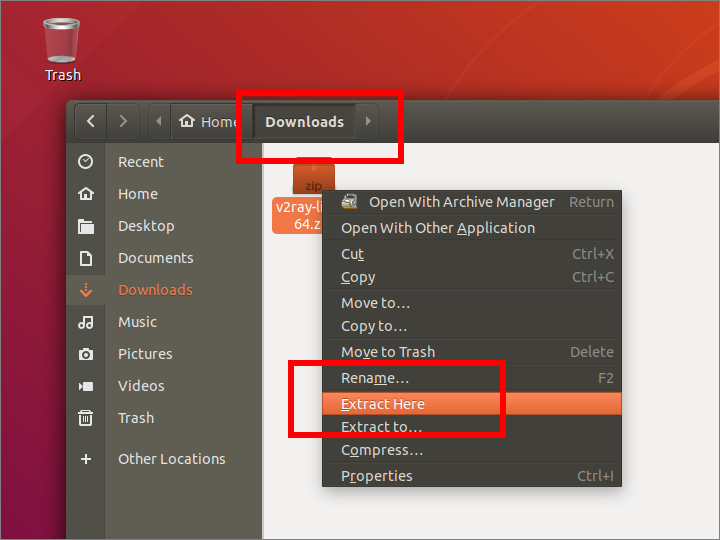 Trash
Home
Downloads
Recent
Home
Desktop
Documents
Downloads
Music
Pictures
Videos
Trash
Other Locations
zip
v2ray-li
64.z
Open With Archive Manager Return
Open With Other Application
Cut Ctrl+X
Copy Ctrl+C
Move to…
Copy to…
Move to Trash Delete
Rename… F2
Extract Here
Extract to…
Compress…
Properties Ctrl+I